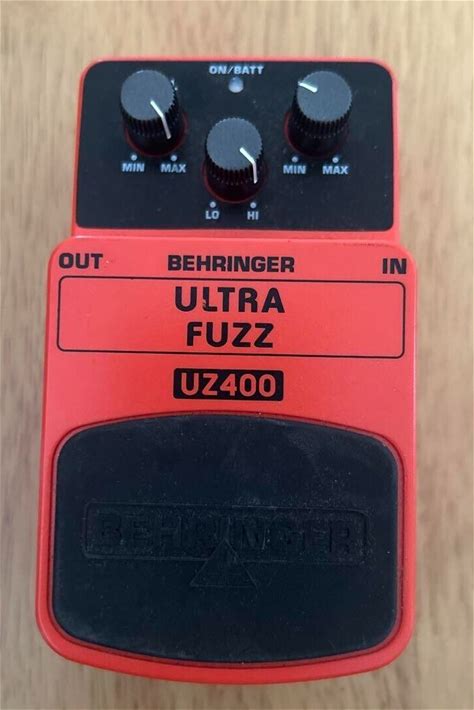 ON/BATT
MIN MAX
MIN MAX
LO HI
OUT BEHRINGER IN
ULTRA
FUZZ
UZ400
BEHRINGER